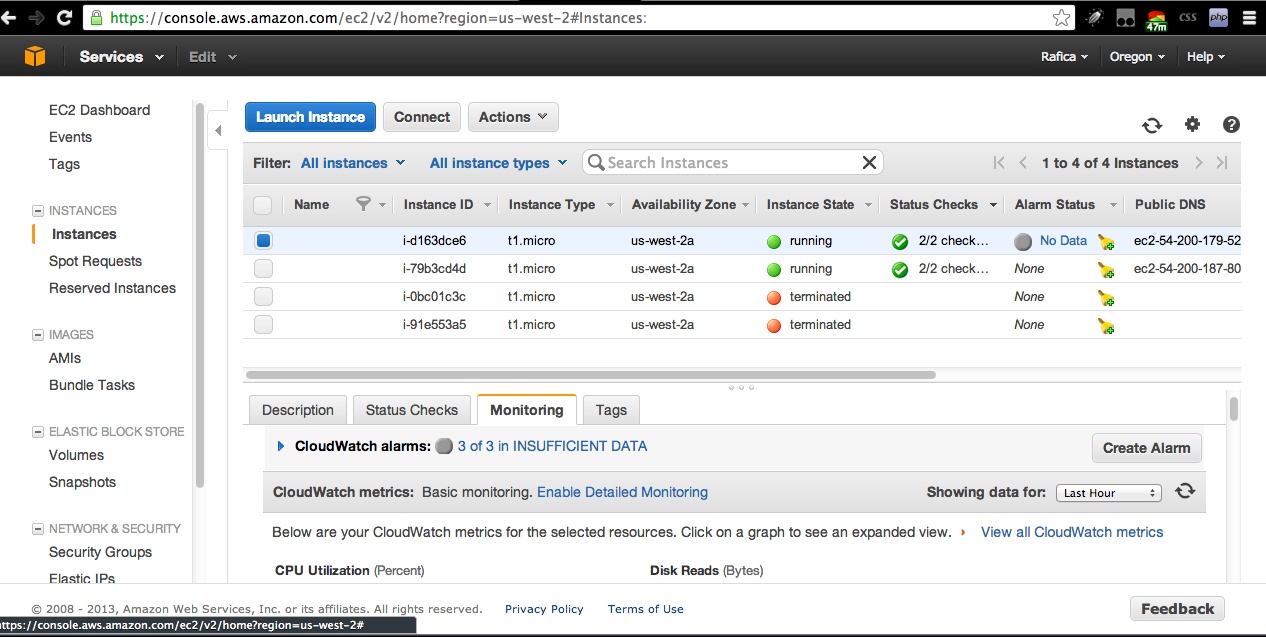 https://console.aws.amazon.com/ec2/v2/home?region=us-west-2#Instances:
47m
CSS
php
Services Edit Rafica Oregon Help
EC2 Dashboard
Events
Tags
INSTANCES
Instances
Spot Requests
Reserved Instances
IMAGES
AMIs
Bundle Tasks
ELASTIC BLOCK STORE
Volumes
Snapshots
NETWORK & SECURITY
Security Groups
Elastic IPs
Launch Instance Connect Actions
Filter: All instances All instance types Search Instances 1 to 4 of 4 Instances
Name Instance ID Instance Type Availability Zone Instance State Status Checks Alarm Status Public DNS
i-d163dce6 t1.micro us-west-2a running 2/2 check... No Data ec2-54-200-179-52
i-79b3cd4d t1.micro us-west-2a running 2/2 check... None ec2-54-200-187-80
i-0bc01c3c t1.micro us-west-2a terminated None
i-91e553a5 t1.micro us-west-2a terminated None
Description Status Checks Monitoring Tags
CloudWatch alarms: 3 of 3 in INSUFFICIENT DATA Create Alarm
CloudWatch metrics: Basic monitoring. Enable Detailed Monitoring Showing data for: Last Hour
Below are your CloudWatch metrics for the selected resources. Click on a graph to see an expanded view. View all CloudWatch metrics
CPU Utilization (Percent) Disk Reads (Bytes)
© 2008 - 2013, Amazon Web Services, Inc. or its affiliates. All rights reserved. Privacy Policy Terms of Use Feedback
https://console.aws.amazon.com/ec2/v2/home?region=us-west-2#